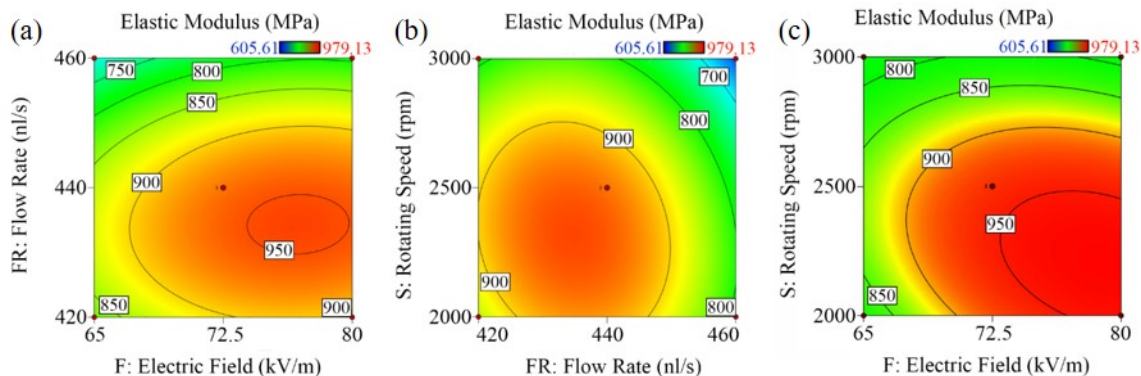 (a)
Elastic Modulus (MPa)
605.61 979.13
FR: Flow Rate (nl/s)
460
440
420
750
800
850
900
950
850
900
65 72.5 80
F: Electric Field (kV/m)
(b)
Elastic Modulus (MPa)
605.61 979.13
S: Rotating Speed (rpm)
3000
2500
2000
700
800
900
900
800
420 440 460
FR: Flow Rate (nl/s)
(c)
Elastic Modulus (MPa)
605.61 979.13
S: Rotating Speed (rpm)
3000
2500
2000
800
850
900
950
850
65 72.5 80
F: Electric Field (kV/m)